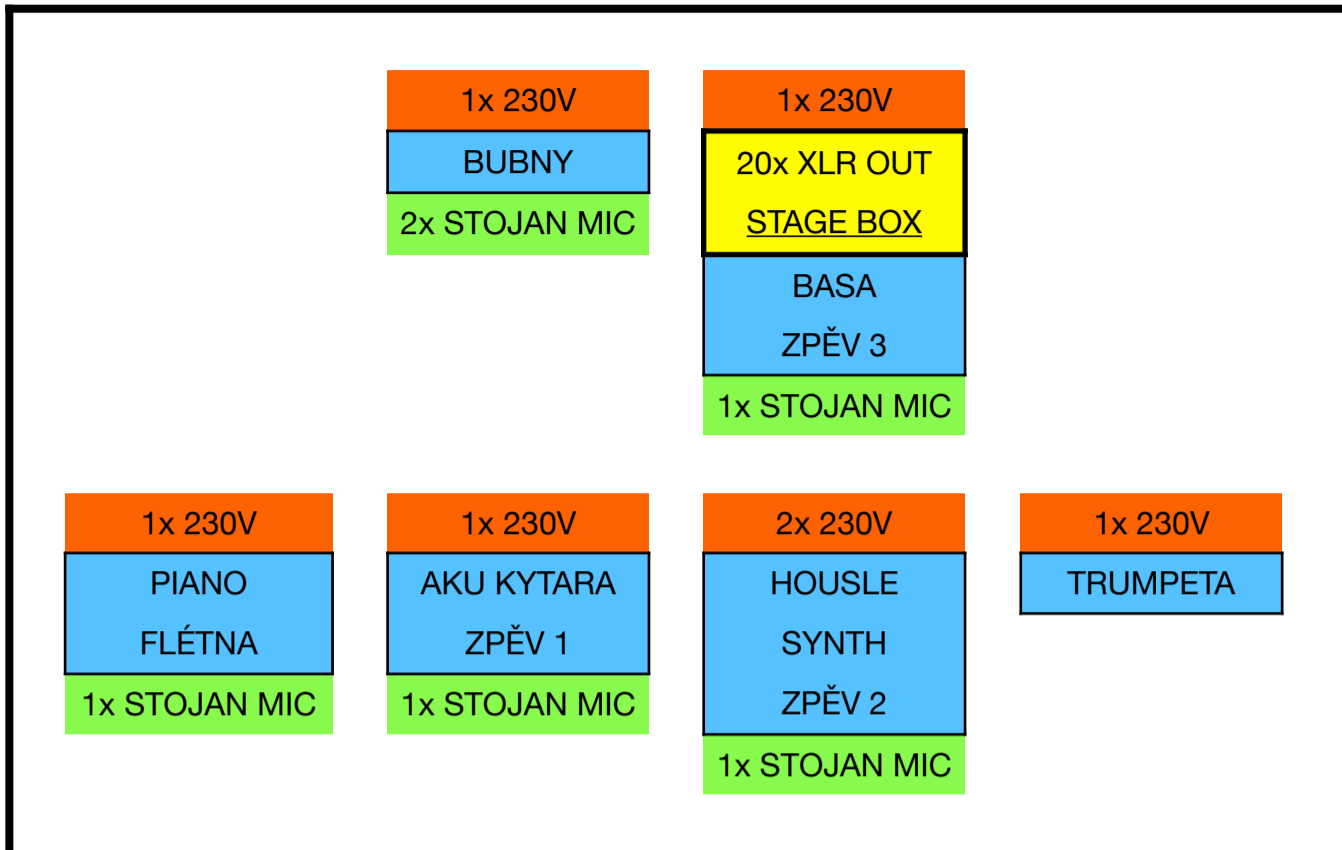 1x 230V
BUBNY
2x STOJAN MIC
1x 230V
20x XLR OUT
STAGE BOX
BASA
ZPĚV 3
1x STOJAN MIC
1x 230V
PIANO
FLÉTNA
1x STOJAN MIC
1x 230V
AKU KYTARA
ZPĚV 1
1x STOJAN MIC
2x 230V
HOUSLE
SYNTH
ZPĚV 2
1x STOJAN MIC
1x 230V
TRUMPETA